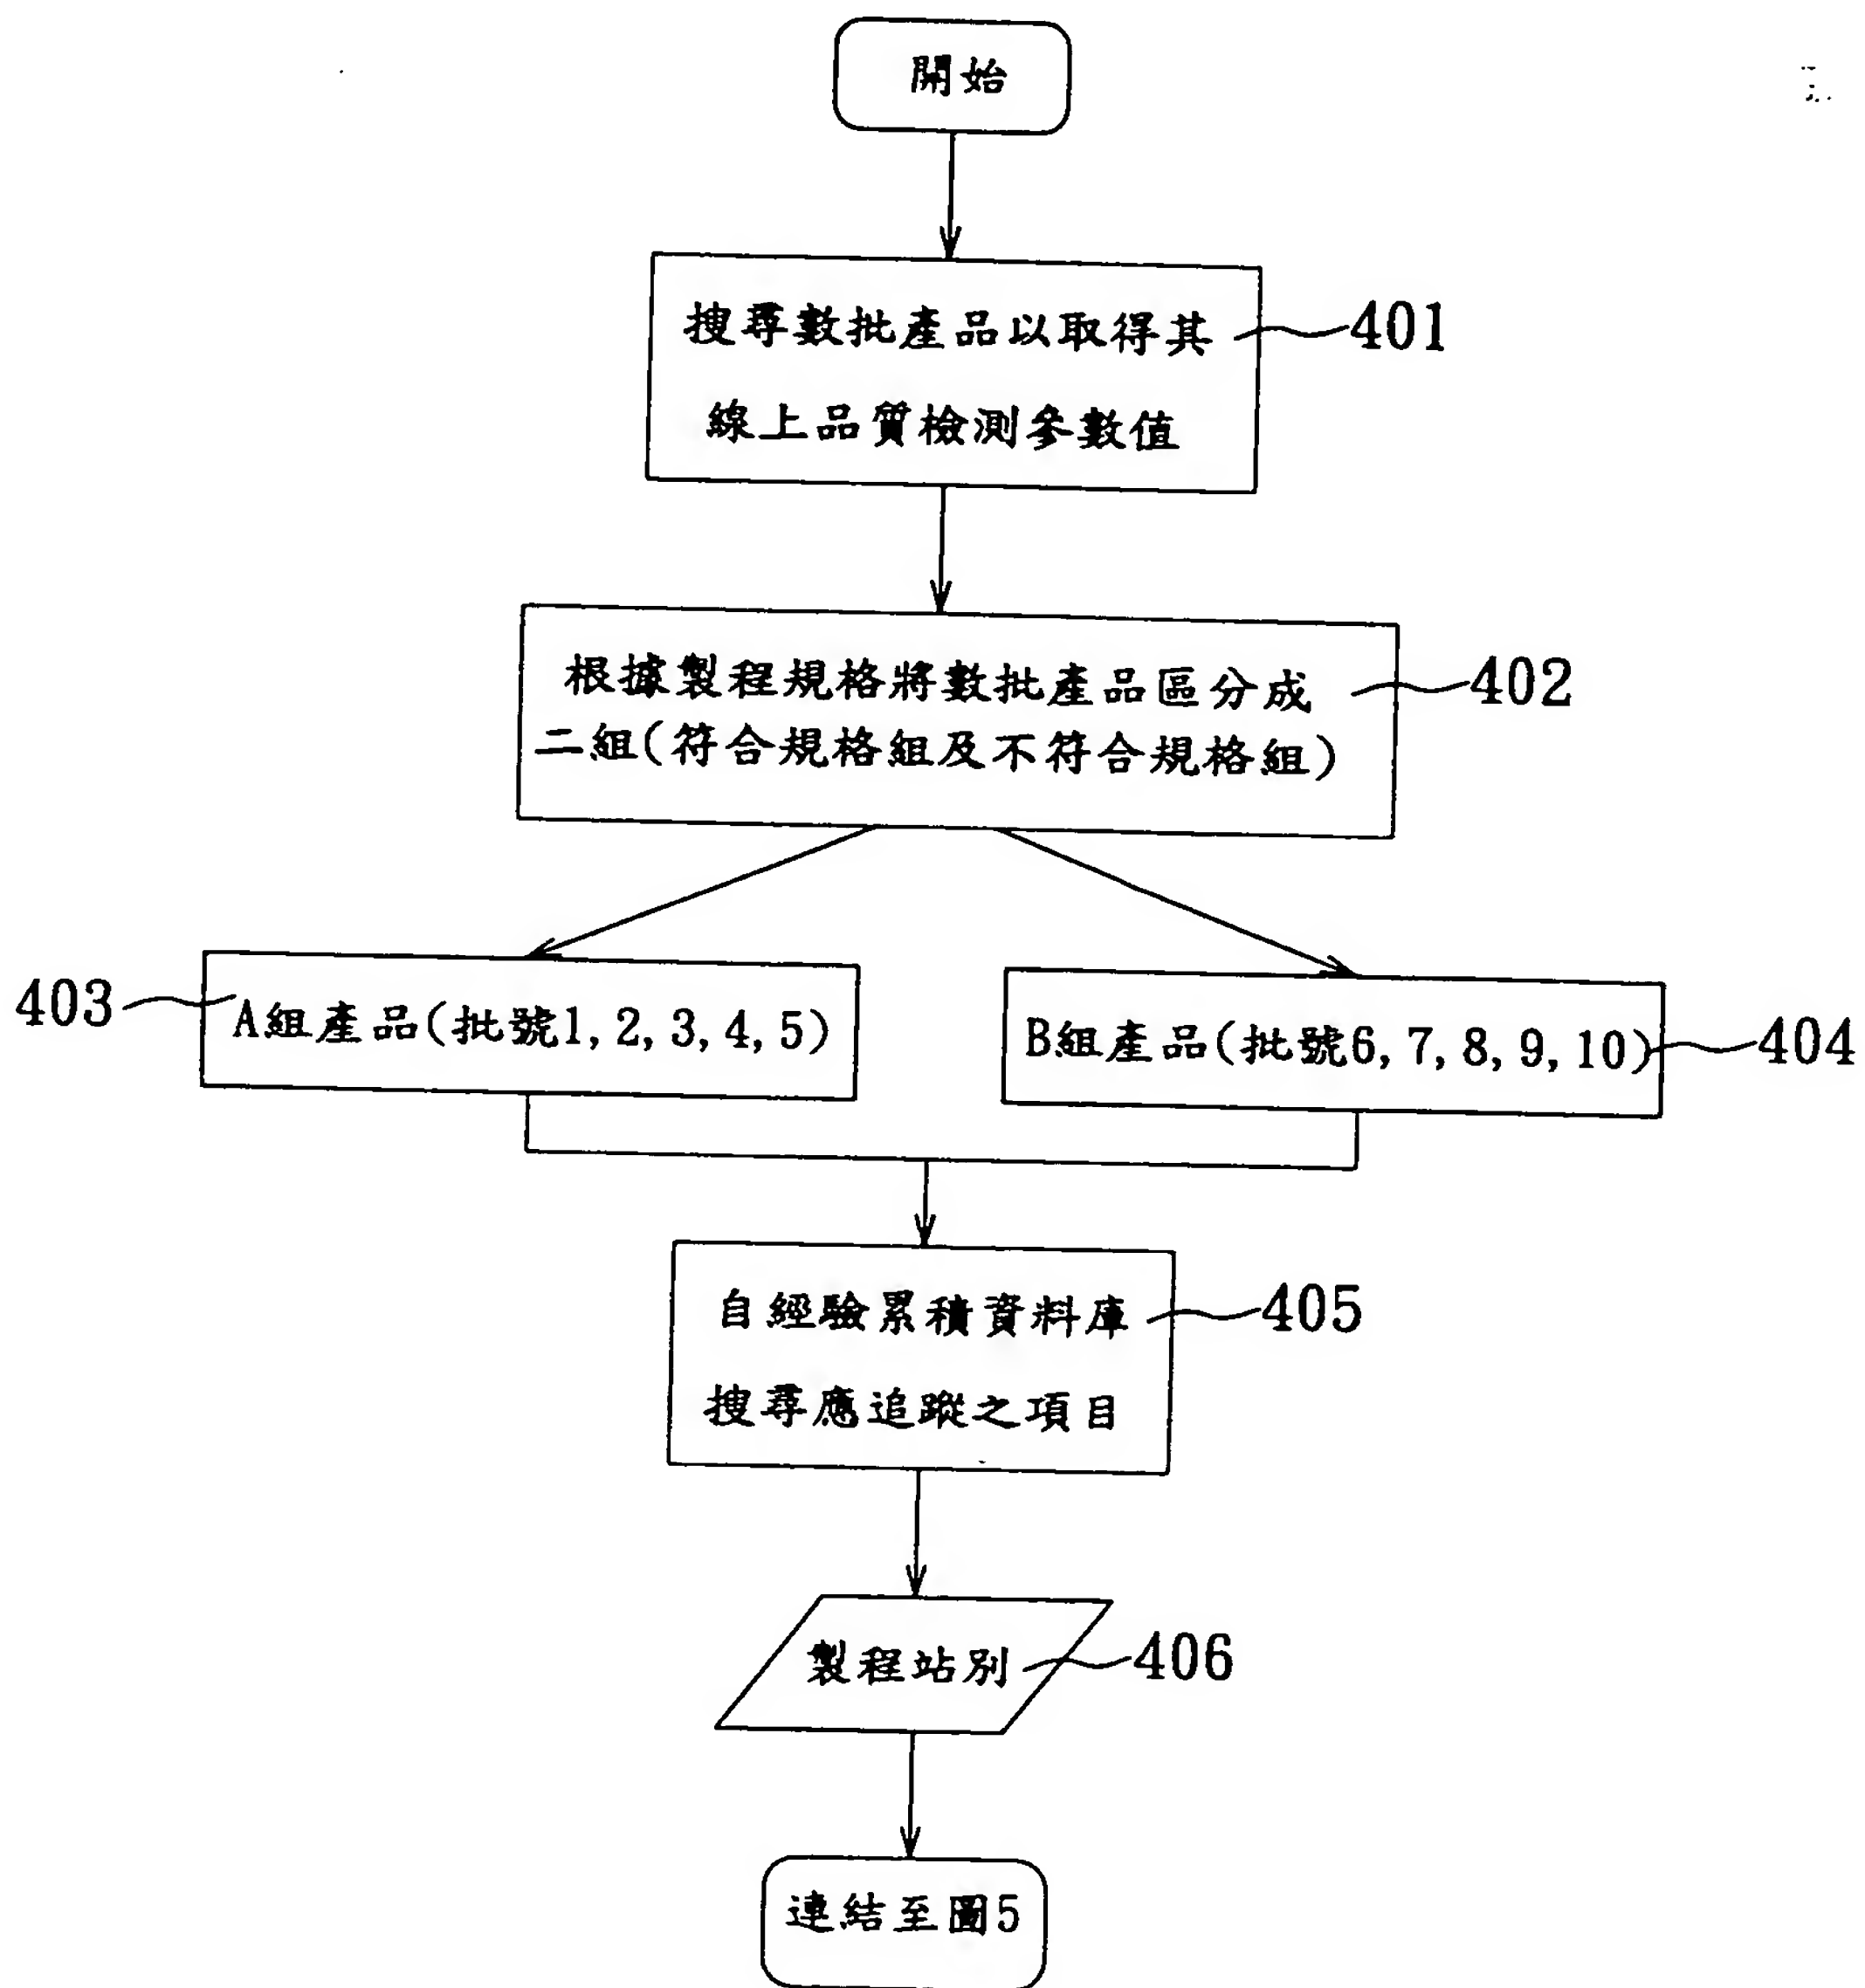 開始
搜尋數批產品以取得其
401
線上品質檢測參數值
根據製程規格將數批產品區分成
402
二組(符合規格組及不符合規格組)
403
A組產品(批號1,2,3,4,5)
B組產品(批號6,7,8,9,10)
404
自經驗累積資料庫
405
搜尋應追蹤之項目
製程站別
406
連結至圖5